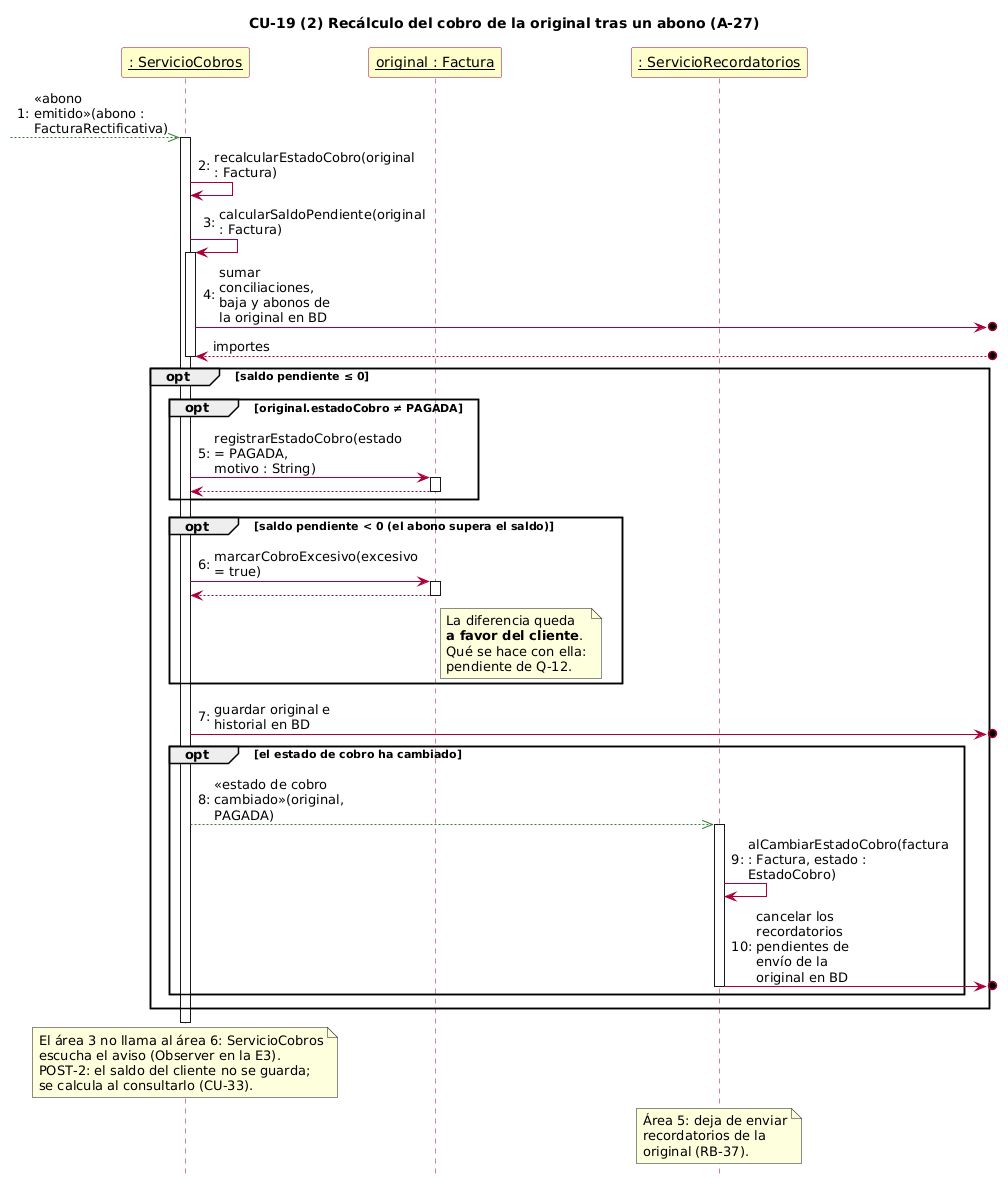 CU-19 (2) Recálculo del cobro de la original tras un abono (A-27)
: ServicioCobros
original : Factura
: ServicioRecordatorios
«abono
1: emitido»(abono :
FacturaRectificativa)
2: recalcularEstadoCobro(original
: Factura)
3: calcularSaldoPendiente(original
: Factura)
sumar
conciliaciones,
4: baja y abonos de
la original en BD
importes
opt [saldo pendiente ≤ 0]
opt [original.estadoCobro ≠ PAGADA]
registrarEstadoCobro(estado
5: = PAGADA,
motivo : String)
opt [saldo pendiente < 0 (el abono supera el saldo)]
6: marcarCobroExcesivo(excesivo
= true)
La diferencia queda
a favor del cliente.
Qué se hace con ella:
pendiente de Q-12.
7: guardar original e
historial en BD
opt [el estado de cobro ha cambiado]
«estado de cobro
8: cambiado»(original,
PAGADA)
alCambiarEstadoCobro(factura
9: : Factura, estado :
EstadoCobro)
cancelar los
recordatorios
10: pendientes de
envío de la
original en BD
El área 3 no llama al área 6: ServicioCobros
escucha el aviso (Observer en la E3).
POST-2: el saldo del cliente no se guarda;
se calcula al consultarlo (CU-33).
Área 5: deja de enviar
recordatorios de la
original (RB-37).